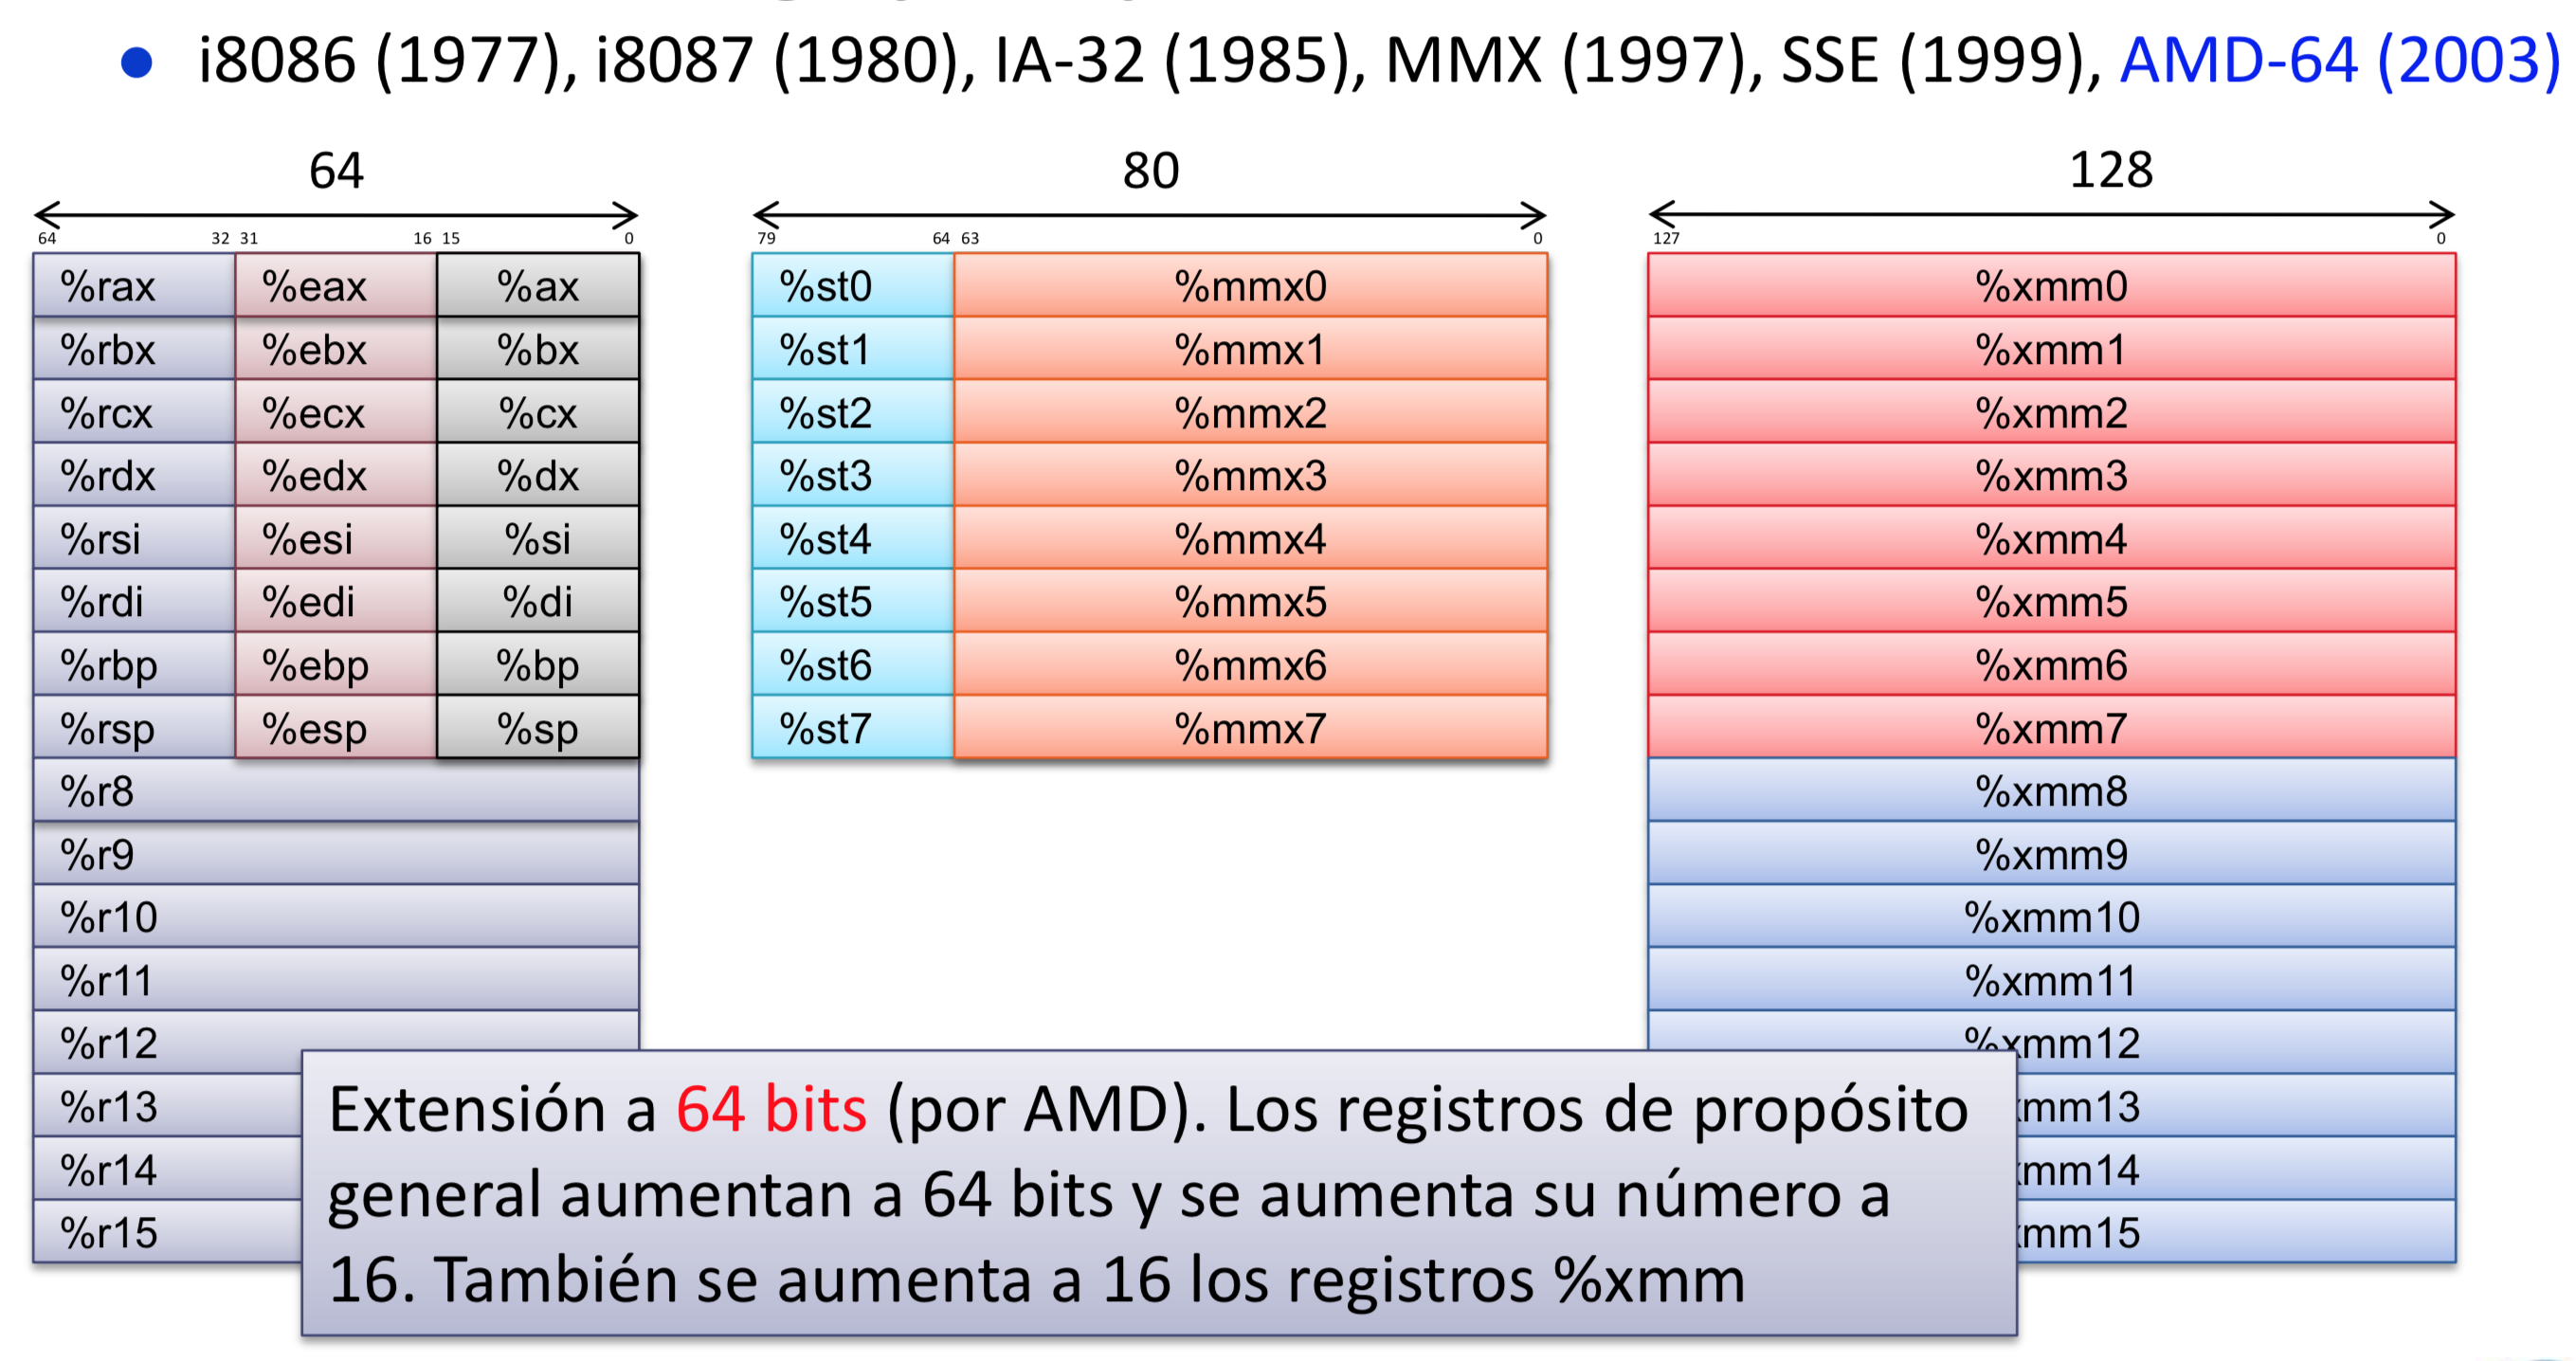 ● i8086 (1977), i8087 (1980), IA-32 (1985), MMX (1997), SSE (1999), AMD-64 (2003)
64 80 128
64 32 31 16 15 0 79 64 63 0 127 0
%rax %eax %ax %st0 %mmx0 %xmm0
%rbx %ebx %bx %st1 %mmx1 %xmm1
%rcx %ecx %cx %st2 %mmx2 %xmm2
%rdx %edx %dx %st3 %mmx3 %xmm3
%rsi %esi %si %st4 %mmx4 %xmm4
%rdi %edi %di %st5 %mmx5 %xmm5
%rbp %ebp %bp %st6 %mmx6 %xmm6
%rsp %esp %sp %st7 %mmx7 %xmm7
%r8 %xmm8
%r9 %xmm9
%r10 %xmm10
%r11 %xmm11
%r12 %xmm12
%r13 mm13
%r14 mm14
%r15 mm15
Extensión a 64 bits (por AMD). Los registros de propósito
general aumentan a 64 bits y se aumenta su número a
16. También se aumenta a 16 los registros %xmm